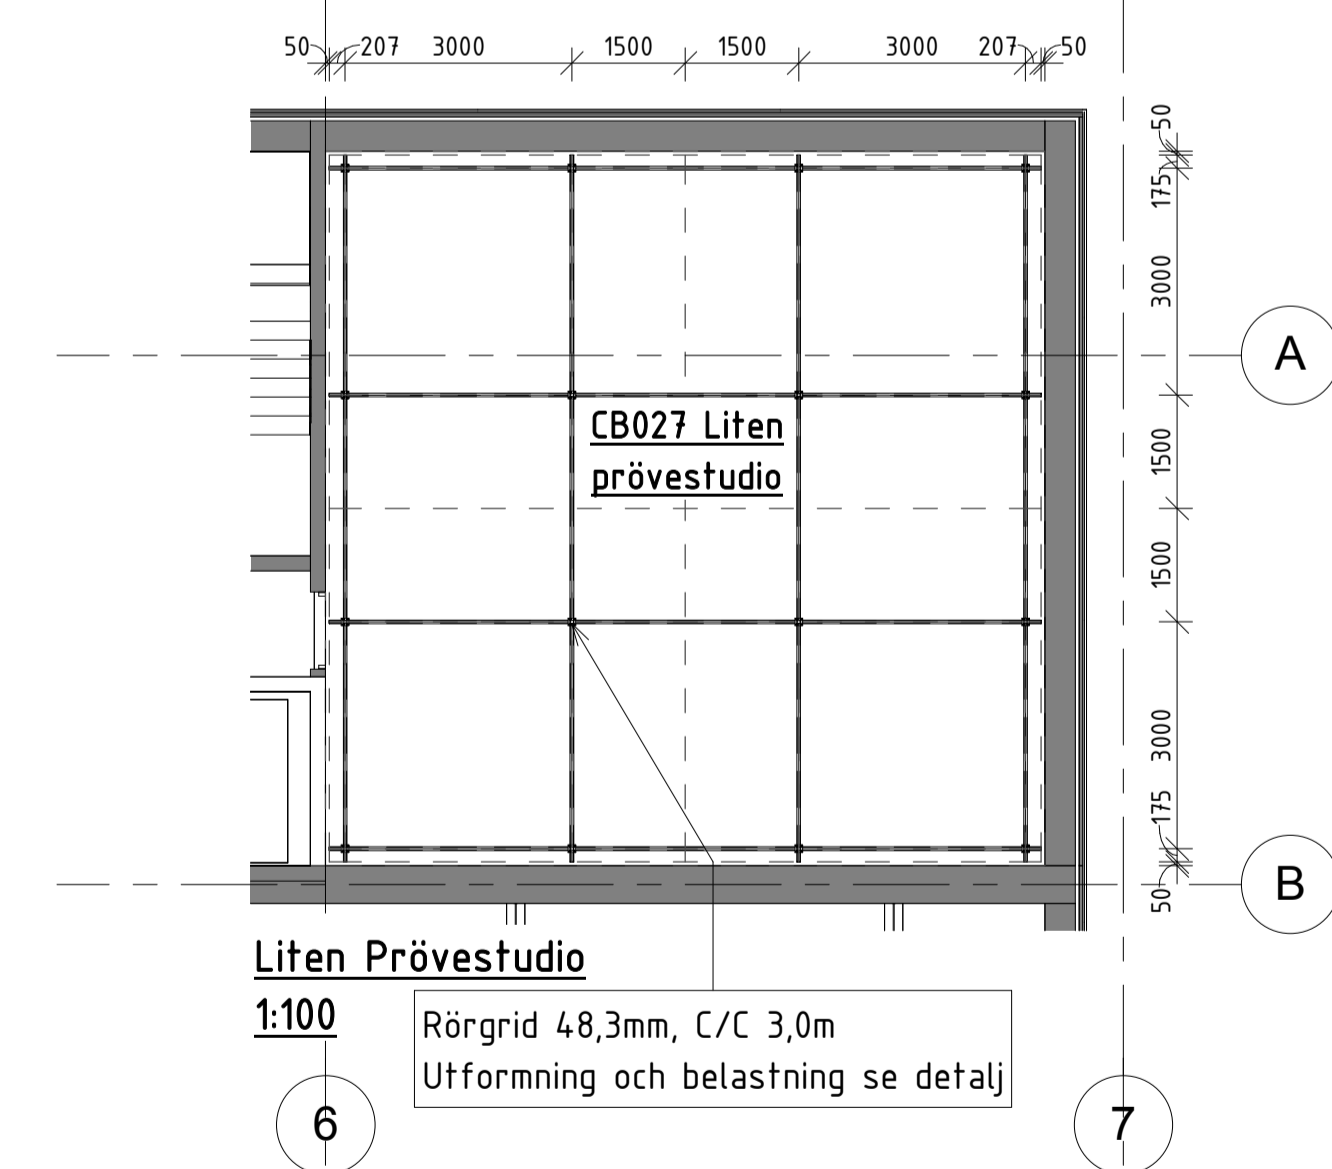 50 207 3000 1500 1500 3000 207 50
50
175
3000
A
1500
CB027 Liten
prövestudio
1500
3000
175
50
B
Liten Prövestudio
1:100
Rörgrid 48,3mm, C/C 3,0m
Utformning och belastning se detalj
6
7